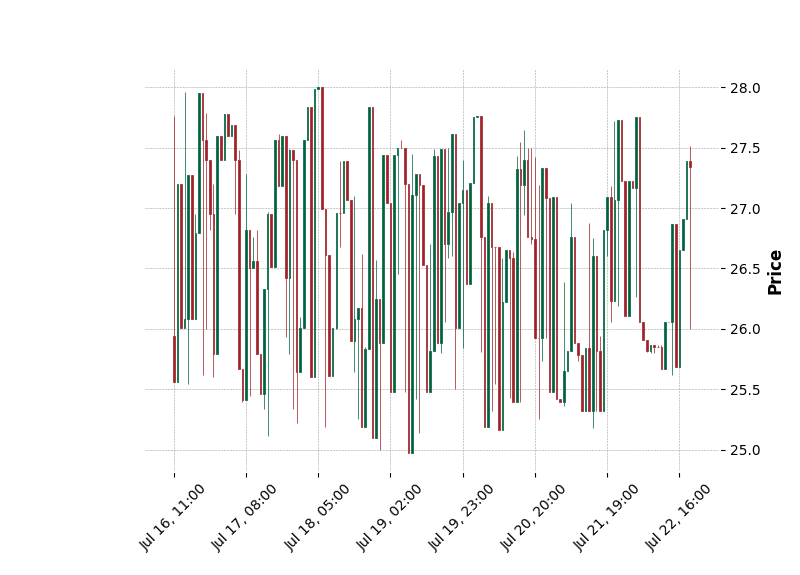 28.0
27.5
27.0
26.5
26.0
25.5
25.0
Price
Jul 16, 11:00
Jul 17, 08:00
Jul 18, 05:00
Jul 19, 02:00
Jul 19, 23:00
Jul 20, 20:00
Jul 21, 19:00
Jul 22, 16:00